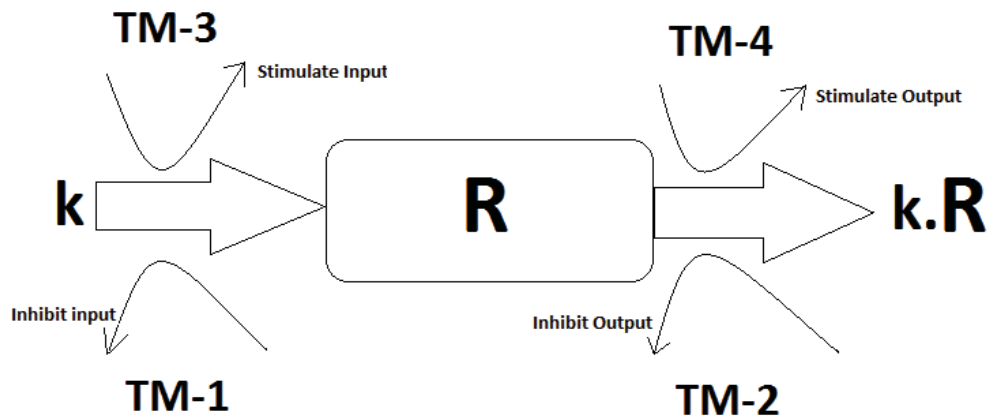 TM-3
TM-4
Stimulate Input
Stimulate Output
k
R
k.R
Inhibit input
Inhibit Output
TM-1
TM-2